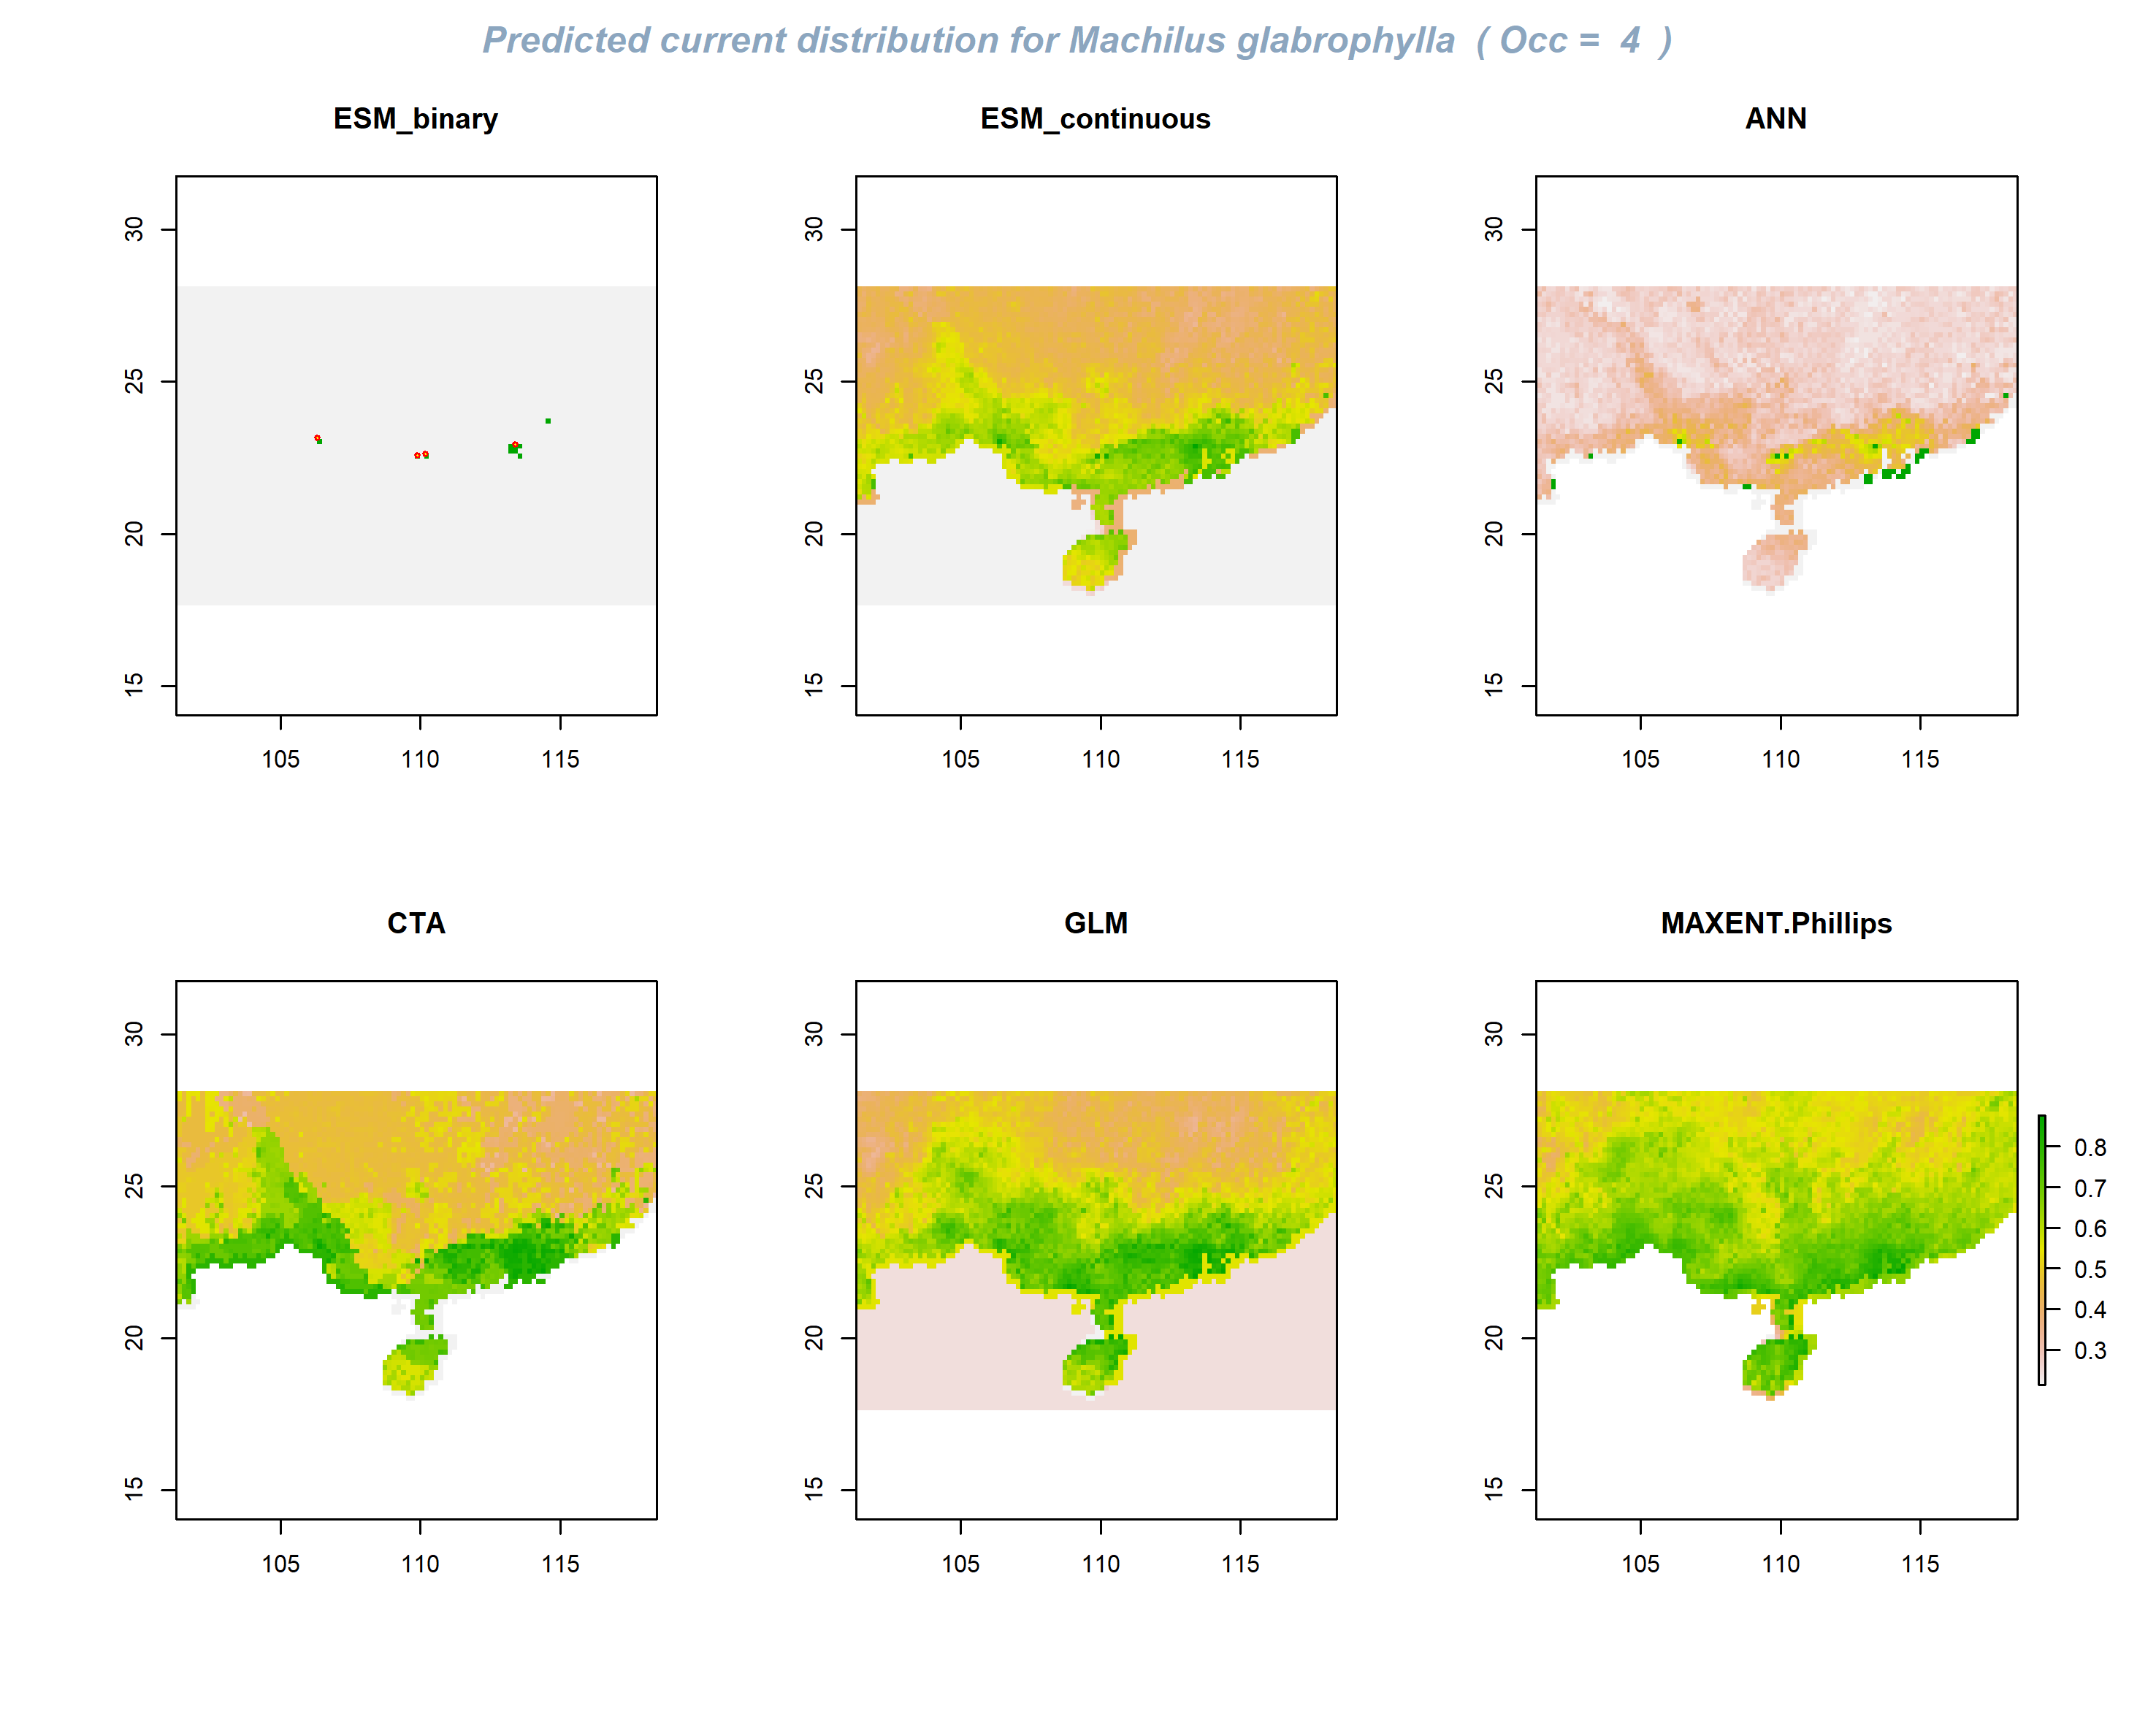 Predicted current distribution for Machilus glabrophylla ( Occ = 4 )
ESM_binary
ESM_continuous
ANN
30
25
20
15
105 110 115
30
25
20
15
105 110 115
30
25
20
15
105 110 115
CTA
GLM
MAXENT.Phillips
30
25
20
15
105 110 115
30
25
20
15
105 110 115
30
25
20
15
105 110 115
0.8
0.7
0.6
0.5
0.4
0.3